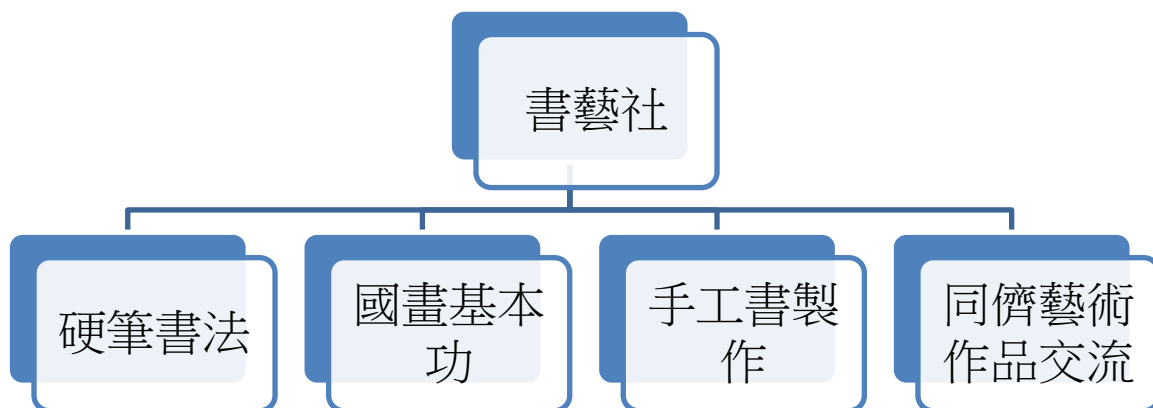 書藝社
硬筆書法
國畫基本
功
手工書製
作
同儕藝術
作品交流